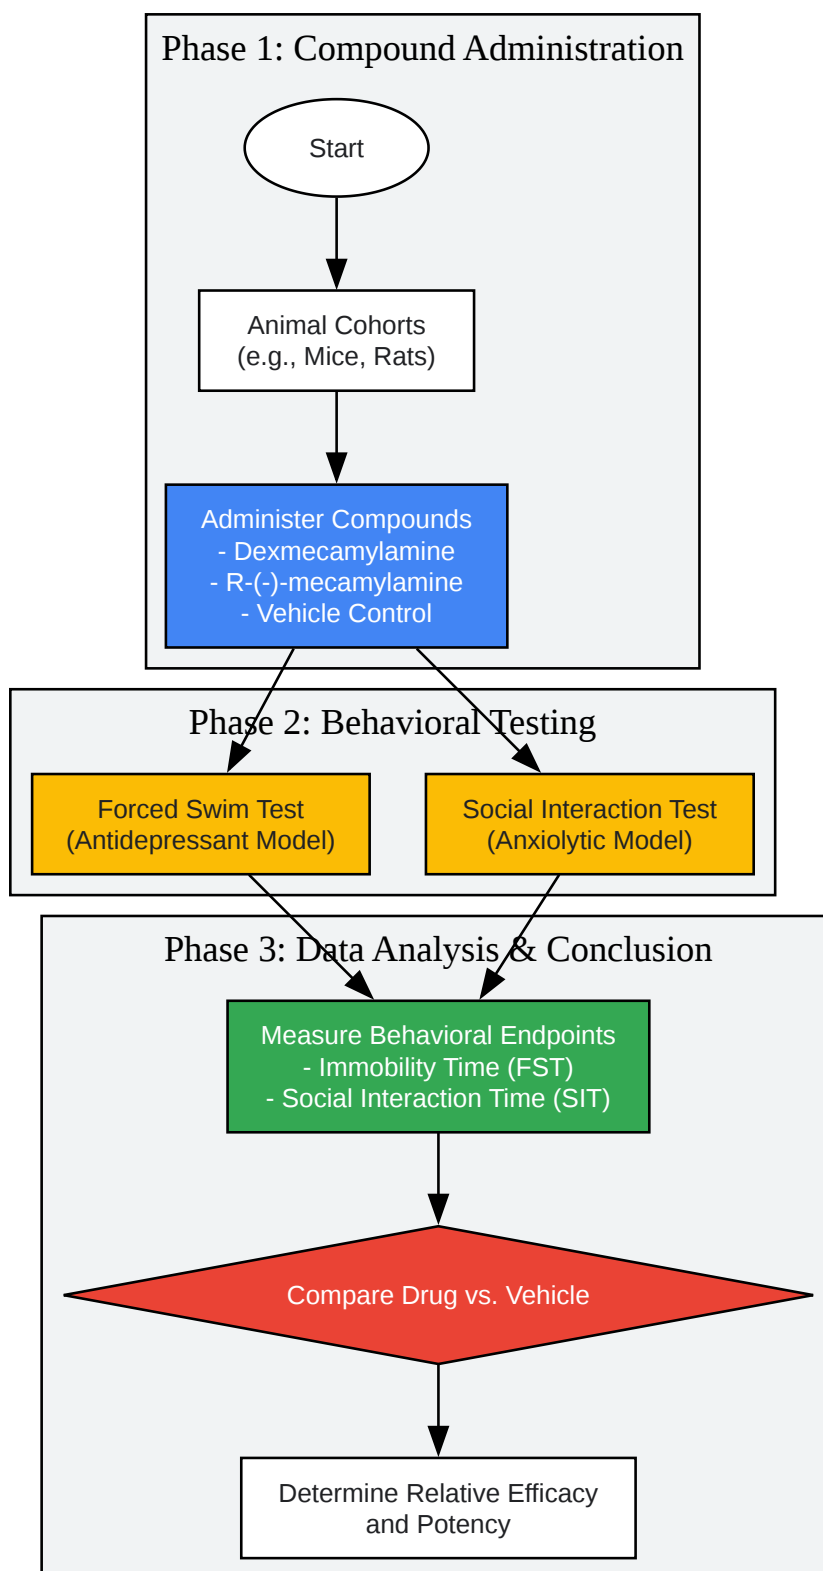 Phase 1: Compound Administration
Start
Animal Cohorts
(e.g., Mice, Rats)
Administer Compounds
- Dexmecamylamine
- R-(-)-mecamylamine
- Vehicle Control
Phase 2: Behavioral Testing
Forced Swim Test
(Antidepressant Model)
Social Interaction Test
(Anxiolytic Model)
Phase 3: Data Analysis & Conclusion
Measure Behavioral Endpoints
- Immobility Time (FST)
- Social Interaction Time (SIT)
Compare Drug vs. Vehicle
Determine Relative Efficacy
and Potency